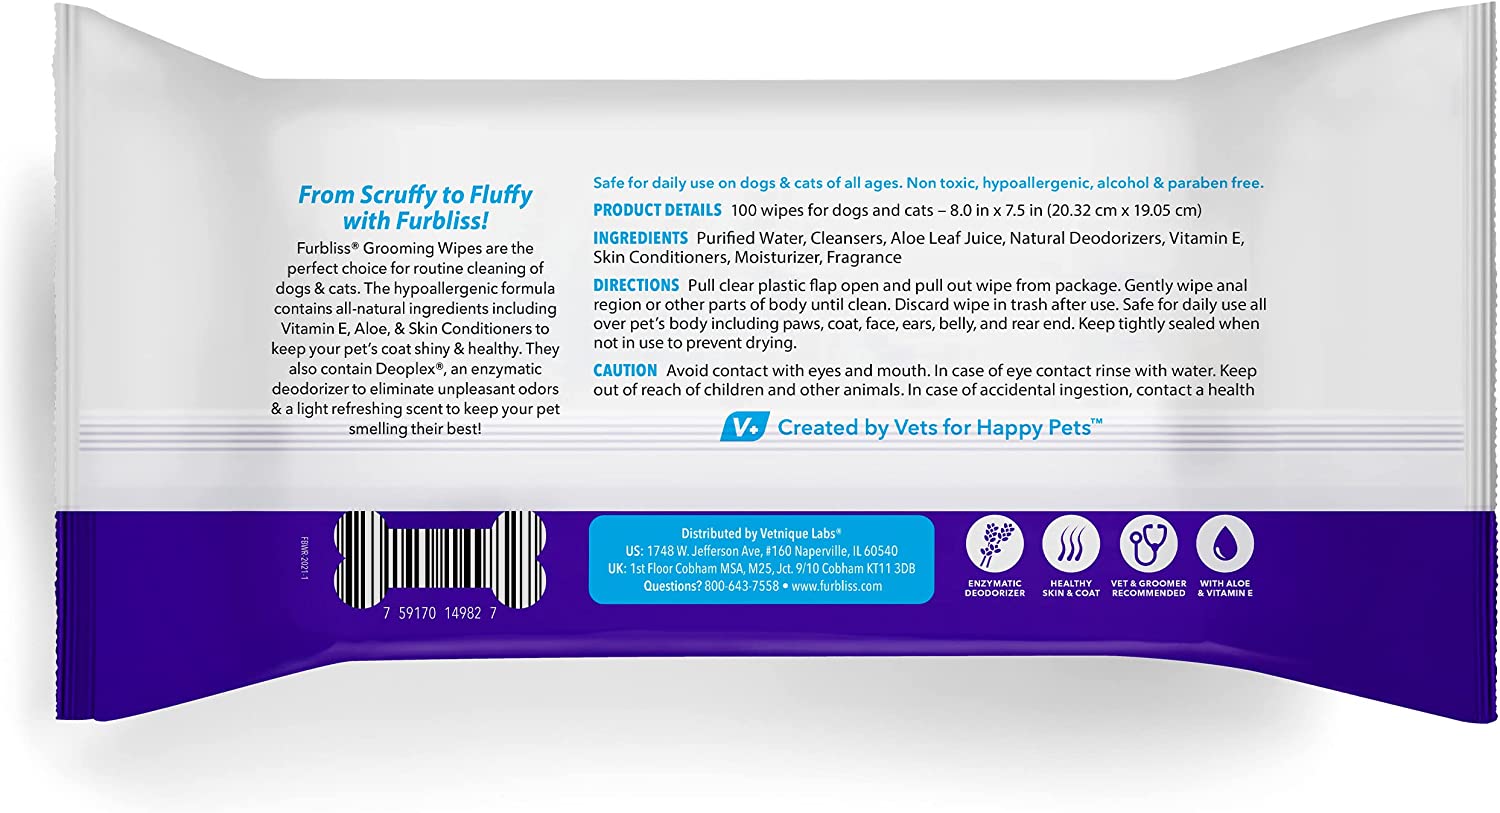 From Scruffy to Fluffy
with Furbliss!
Furbliss® Grooming Wipes are the
perfect choice for routine cleaning of
dogs & cats. The hypoallergenic formula
contains all-natural ingredients including
Vitamin E, Aloe, & Skin Conditioners to
keep your pet's coat shiny & healthy. They
also contain Deoplex®, an enzymatic
deodorizer to eliminate unpleasant odors
& a light refreshing scent to keep your pet
smelling their best!
Safe for daily use on dogs & cats of all ages. Non toxic, hypoallergenic, alcohol & paraben free.
PRODUCT DETAILS 100 wipes for dogs and cats – 8.0 in x 7.5 in (20.32 cm x 19.05 cm)
INGREDIENTS Purified Water, Cleansers, Aloe Leaf Juice, Natural Deodorizers, Vitamin E,
Skin Conditioners, Moisturizer, Fragrance
DIRECTIONS Pull clear plastic flap open and pull out wipe from package. Gently wipe anal
region or other parts of body until clean. Discard wipe in trash after use. Safe for daily use all
over pet's body including paws, coat, face, ears, belly, and rear end. Keep tightly sealed when
not in use to prevent drying.
CAUTION Avoid contact with eyes and mouth. In case of eye contact rinse with water. Keep
out of reach of children and other animals. In case of accidental ingestion, contact a health
V+ Created by Vets for Happy Pets™
FBWR 2021-1
7 59170 14982 7
Distributed by Vetnique Labs®
US: 1748 W. Jefferson Ave, #160 Naperville, IL 60540
UK: 1st Floor Cobham MSA, M25, Jct. 9/10 Cobham KT11 3DB
Questions? 800-643-7558 • www.furbliss.com
ENZYMATIC
DEODORIZER
HEALTHY
SKIN & COAT
VET & GROOMER
RECOMMENDED
WITH ALOE
& VITAMIN E